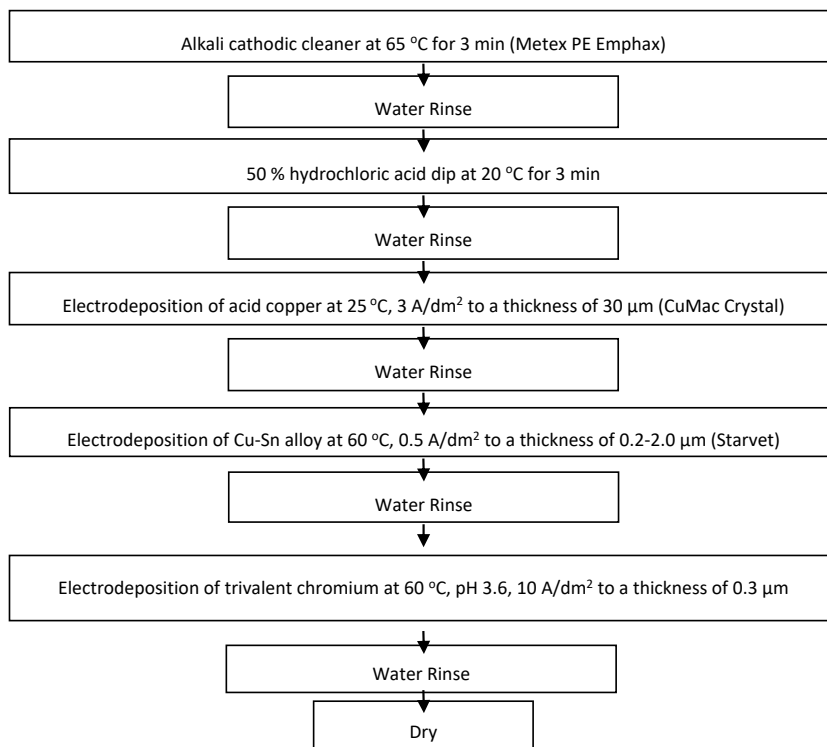 Alkali cathodic cleaner at 65 °C for 3 min (Metex PE Emphax)
Water Rinse
50 % hydrochloric acid dip at 20 °C for 3 min
Water Rinse
Electrodeposition of acid copper at 25 °C, 3 A/dm² to a thickness of 30 µm (CuMac Crystal)
Water Rinse
Electrodeposition of Cu-Sn alloy at 60 °C, 0.5 A/dm² to a thickness of 0.2-2.0 µm (Starvet)
Water Rinse
Electrodeposition of trivalent chromium at 60 °C, pH 3.6, 10 A/dm² to a thickness of 0.3 µm
Water Rinse
Dry